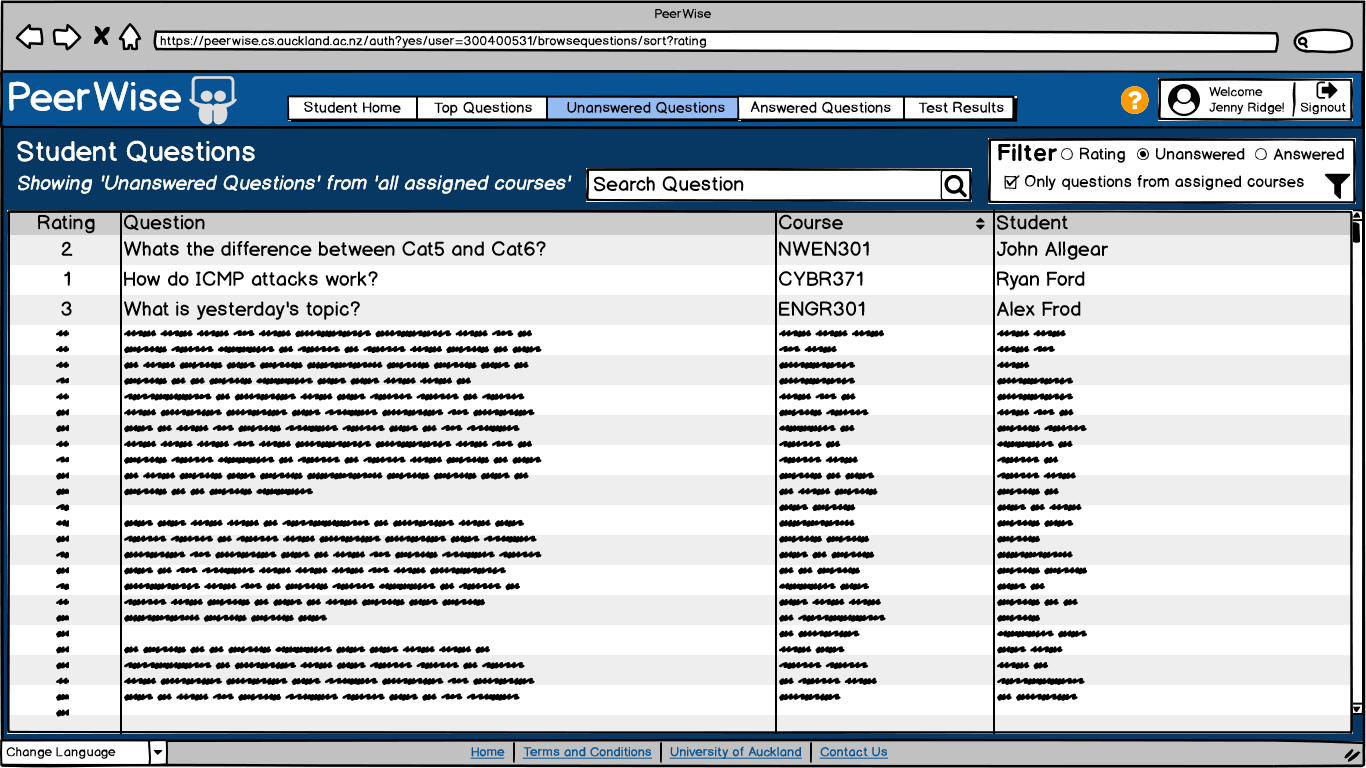 PeerWise
https://peerwise.cs.auckland.ac.nz/auth?yes/user=300400531/browsequestions/sort?rating
PeerWise
Student Home
Top Questions
Unanswered Questions
Answered Questions
Test Results
?
Welcome
Jenny Ridge!
Signout
Student Questions
Showing 'Unanswered Questions' from 'all assigned courses'
Search Question
Filter Rating Unanswered Answered
Only questions from assigned courses
Rating Question Course Student
2 Whats the difference between Cat5 and Cat6? NWEN301 John Allgear
1 How do ICMP attacks work? CYBR371 Ryan Ford
3 What is yesterday's topic? ENGR301 Alex Frod
Change Language
Home
Terms and Conditions
University of Auckland
Contact Us